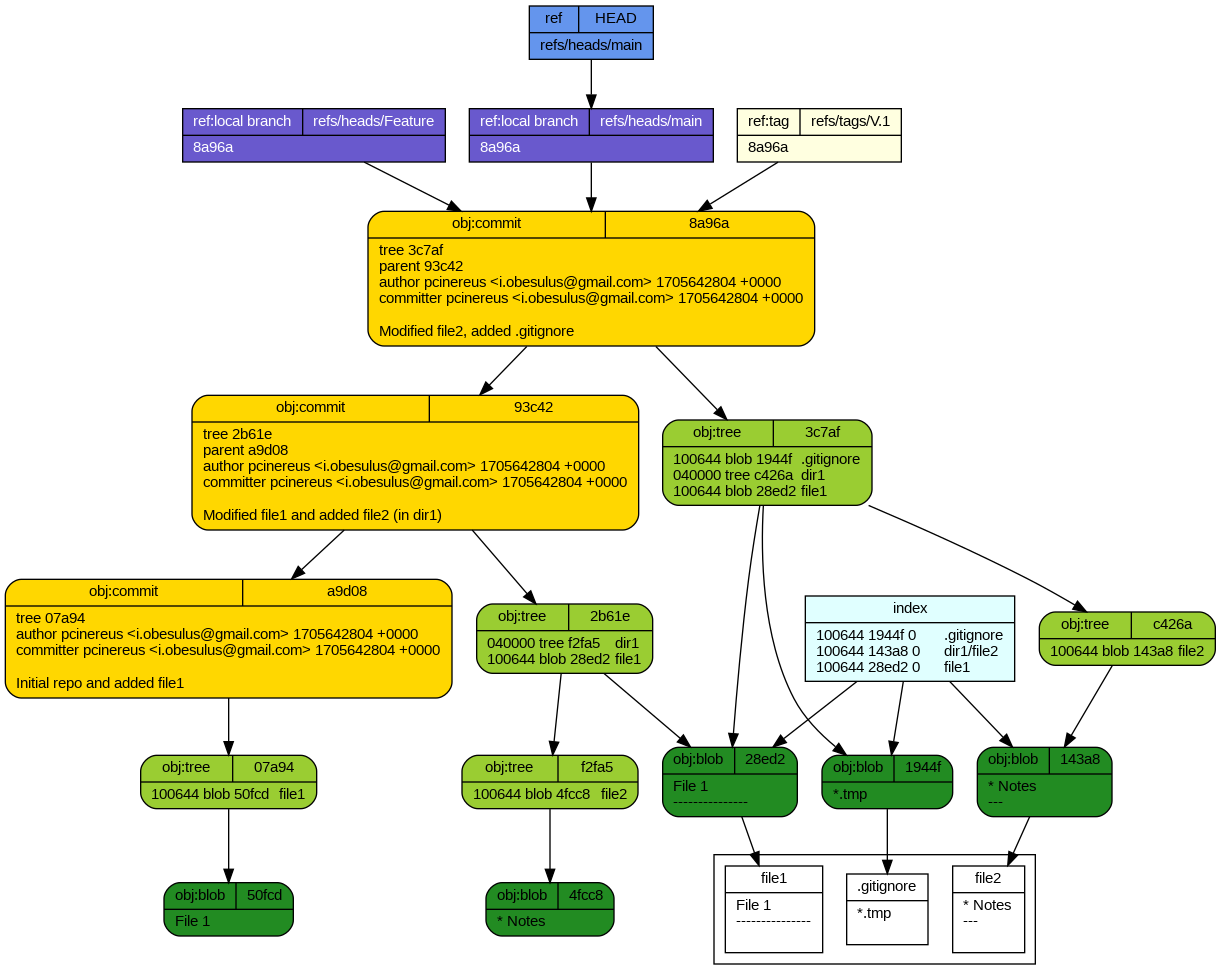 ref HEAD
refs/heads/main
ref:local branch refs/heads/Feature
8a96a
ref:local branch refs/heads/main
8a96a
ref:tag refs/tags/V.1
8a96a
obj:commit 8a96a
tree 3c7af
parent 93c42
author pcinereus <i.obesulus@gmail.com> 1705642804 +0000
committer pcinereus <i.obesulus@gmail.com> 1705642804 +0000
Modified file2, added .gitignore
obj:commit 93c42
tree 2b61e
parent a9d08
author pcinereus <i.obesulus@gmail.com> 1705642804 +0000
committer pcinereus <i.obesulus@gmail.com> 1705642804 +0000
Modified file1 and added file2 (in dir1)
obj:tree 3c7af
100644 blob 1944f .gitignore
040000 tree c426a dir1
100644 blob 28ed2 file1
obj:commit a9d08
tree 07a94
author pcinereus <i.obesulus@gmail.com> 1705642804 +0000
committer pcinereus <i.obesulus@gmail.com> 1705642804 +0000
Initial repo and added file1
obj:tree 2b61e
040000 tree f2fa5 dir1
100644 blob 28ed2 file1
index
100644 1944f 0 .gitignore
100644 143a8 0 dir1/file2
100644 28ed2 0 file1
obj:tree c426a
100644 blob 143a8 file2
obj:tree 07a94
100644 blob 50fcd file1
obj:tree f2fa5
100644 blob 4fcc8 file2
obj:blob 28ed2
File 1
---------------
obj:blob 1944f
*.tmp
obj:blob 143a8
* Notes
---
obj:blob 50fcd
File 1
obj:blob 4fcc8
* Notes
file1
File 1
---------------
.gitignore
*.tmp
file2
* Notes
---